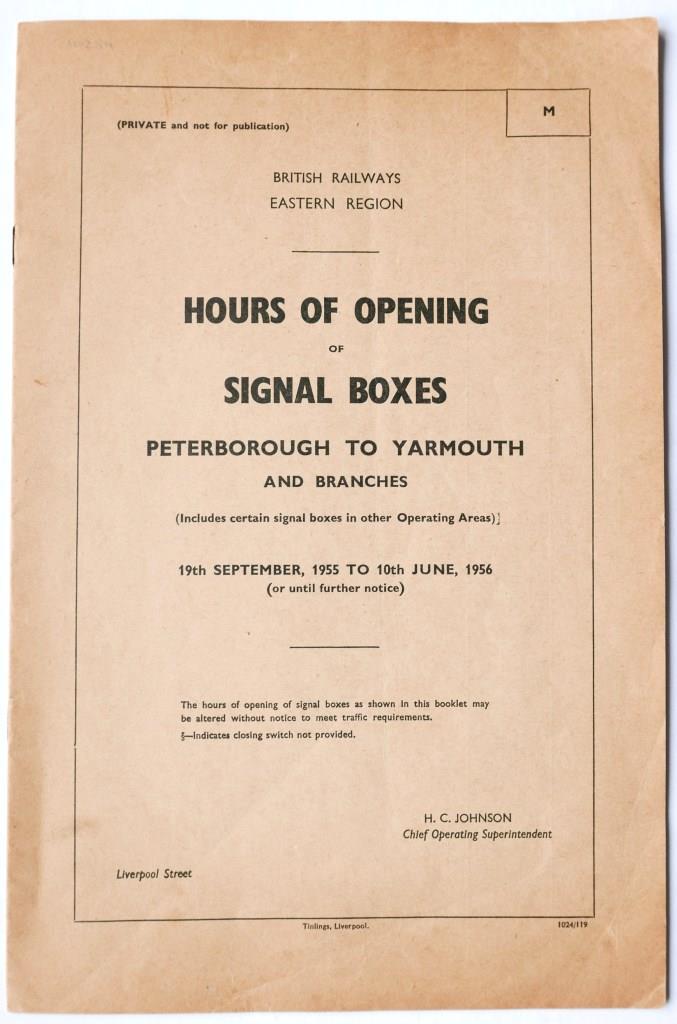 (PRIVATE and not for publication)
M
BRITISH RAILWAYS
EASTERN REGION
HOURS OF OPENING
OF
SIGNAL BOXES
PETERBOROUGH TO YARMOUTH
AND BRANCHES
(Includes certain signal boxes in other Operating Areas)]
19th SEPTEMBER, 1955 TO 10th JUNE, 1956
(or until further notice)
The hours of opening of signal boxes as shown in this booklet may
be altered without notice to meet traffic requirements.
§—Indicates closing switch not provided.
H. C. JOHNSON
Chief Operating Superintendent
Liverpool Street
Tinlings, Liverpool.
1024/119